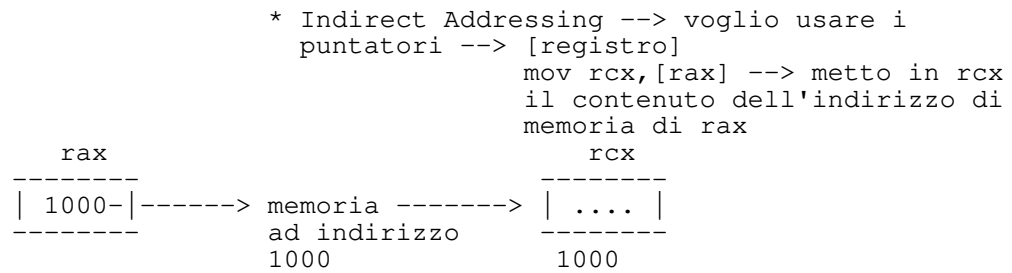 * Indirect Addressing --> voglio usare i
puntatori --> [registro]
mov rcx,[rax] --> metto in rcx
il contenuto dell'indirizzo di
memoria di rax
rax rcx
-------- --------
| 1000-|------> memoria -------> | .... |
-------- ad indirizzo --------
1000 1000